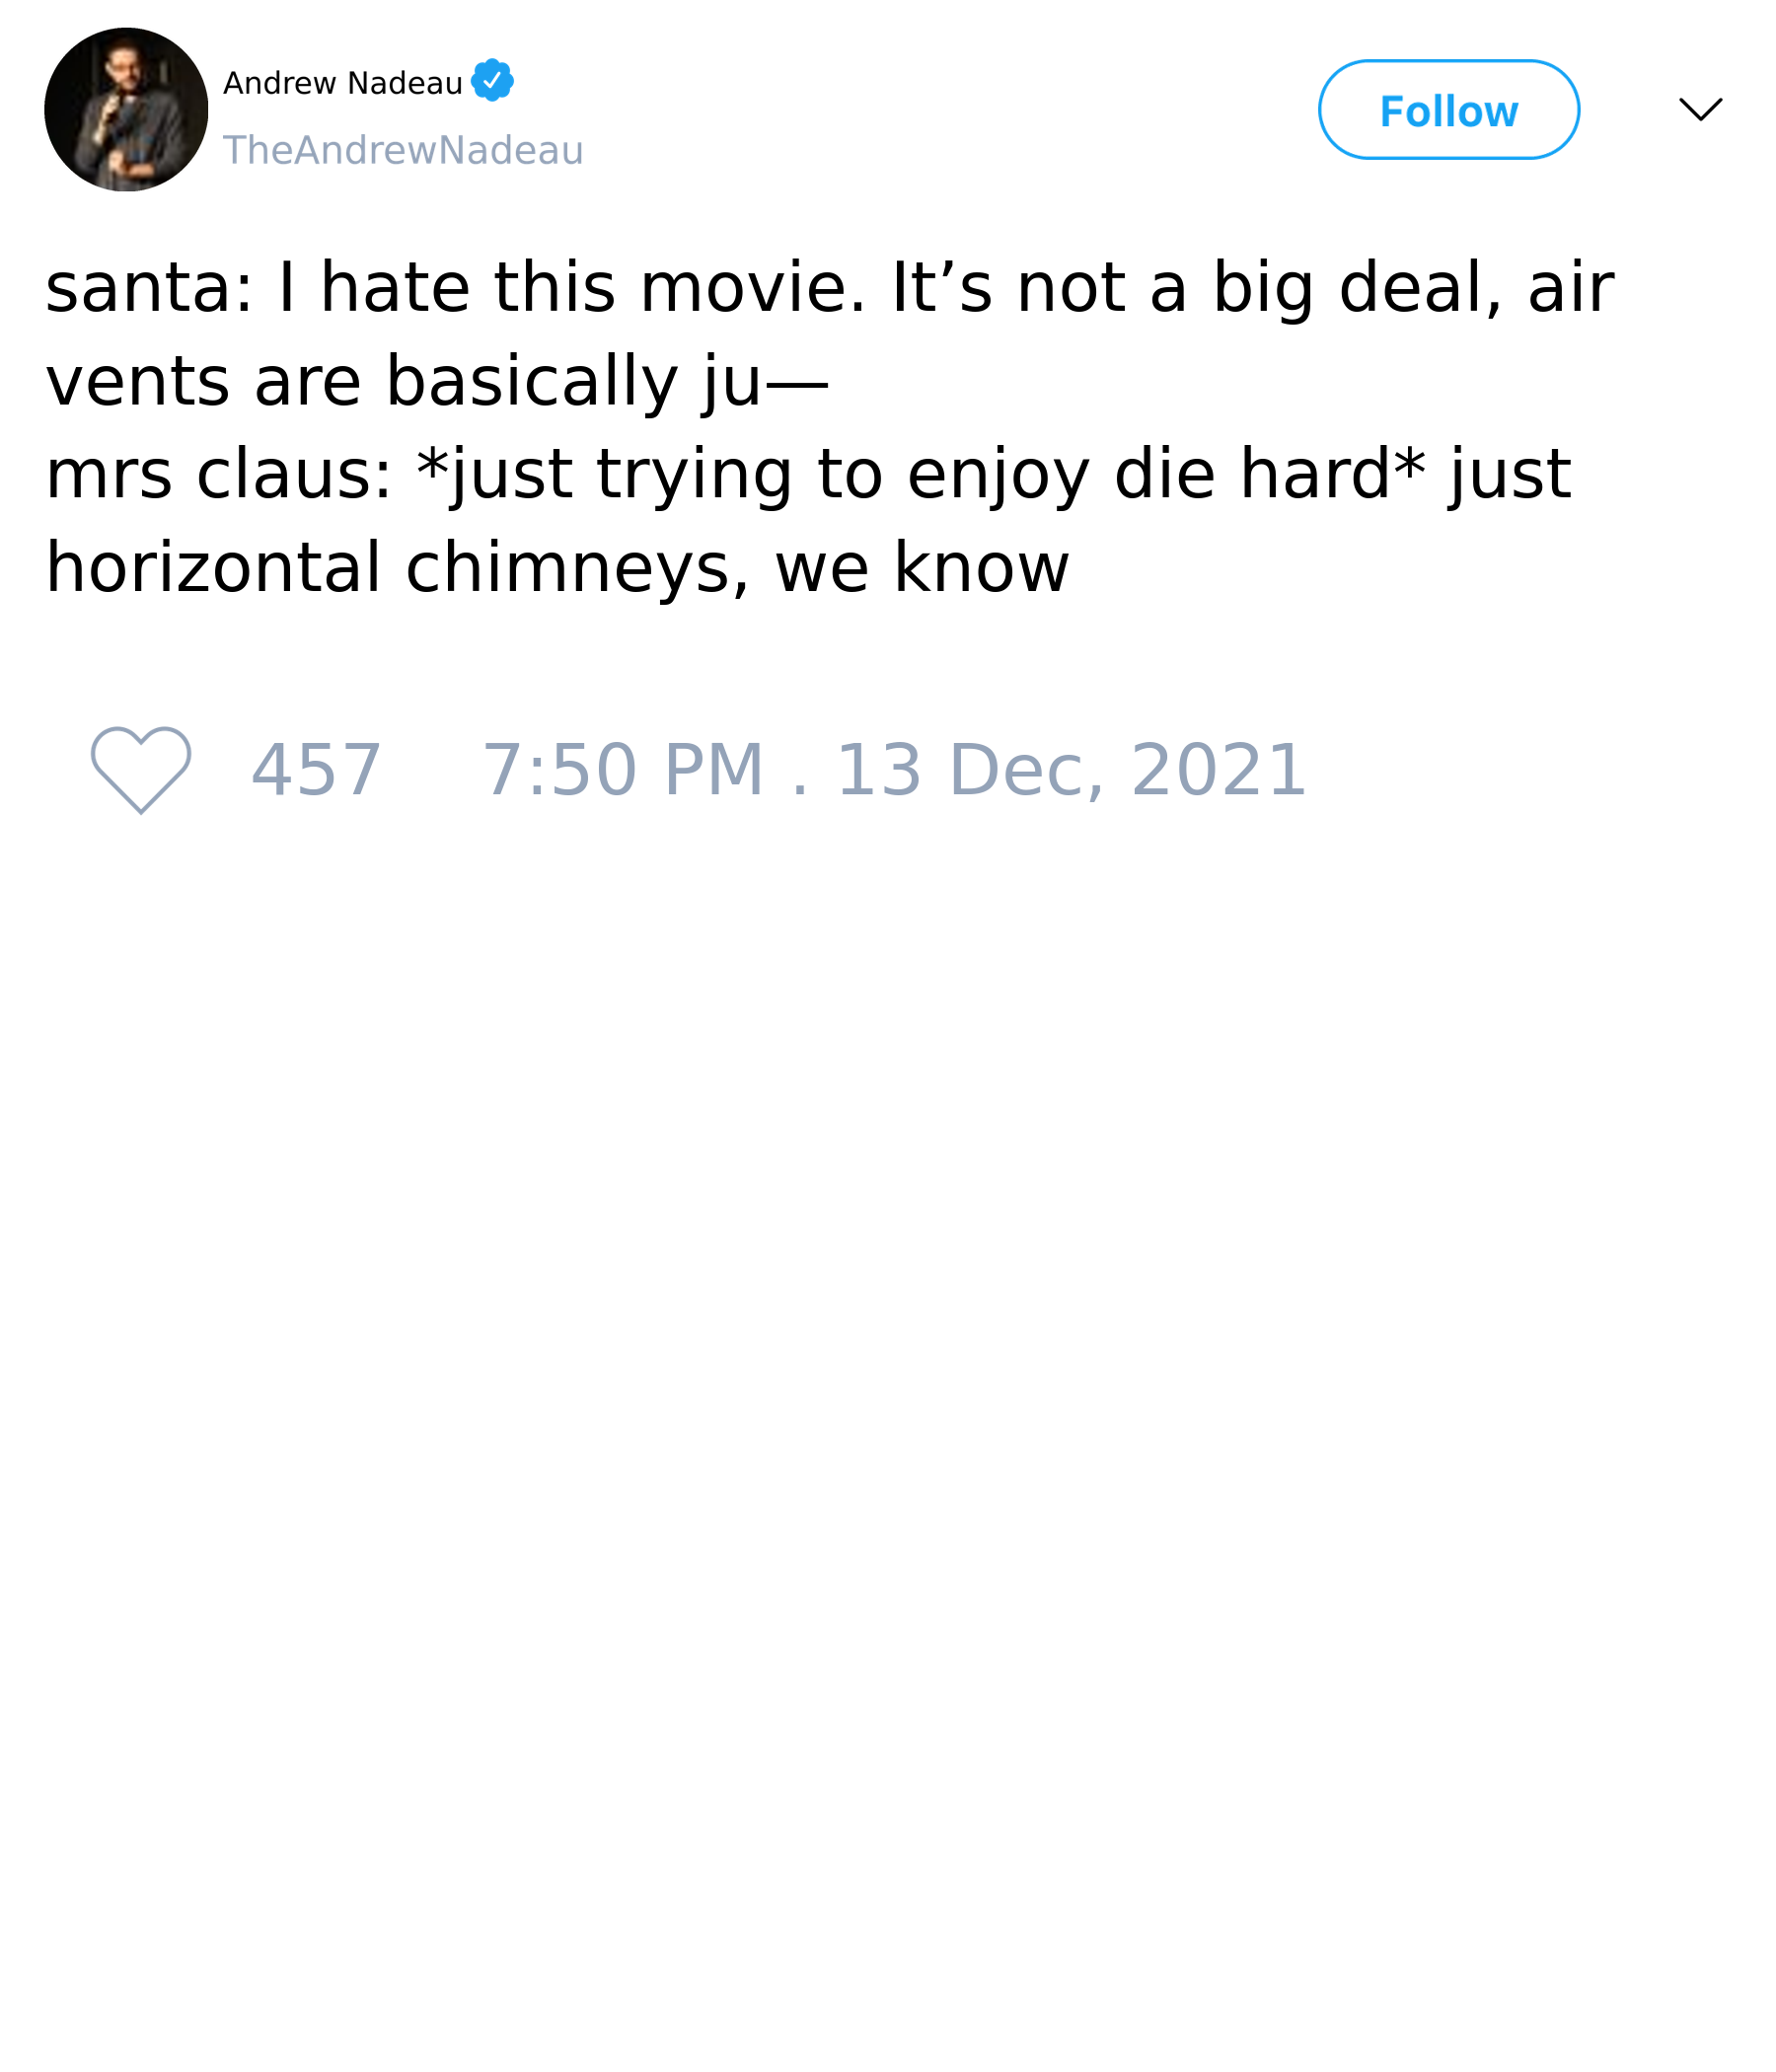 Andrew Nadeau
TheAndrewNadeau
Follow
santa: I hate this movie. It’s not a big deal, air
vents are basically ju—
mrs claus: *just trying to enjoy die hard* just
horizontal chimneys, we know
457 7:50 PM . 13 Dec, 2021